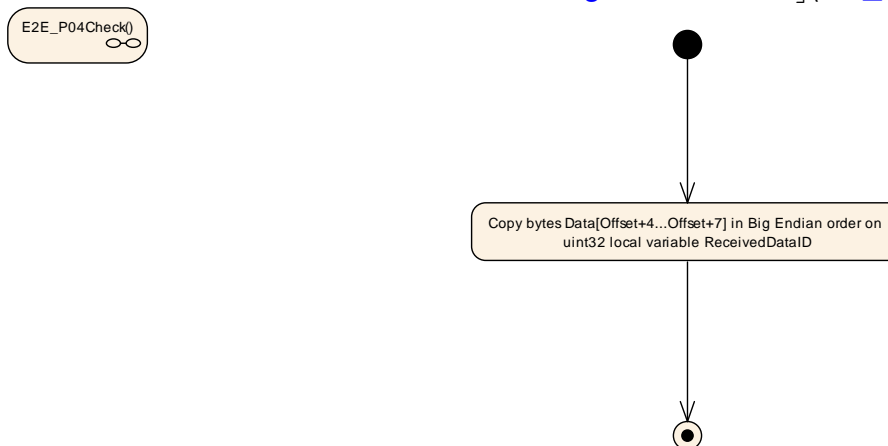 E2E_P04Check()
Copy bytes Data[Offset+4...Offset+7] in Big Endian order on
uint32 local variable ReceivedDataID